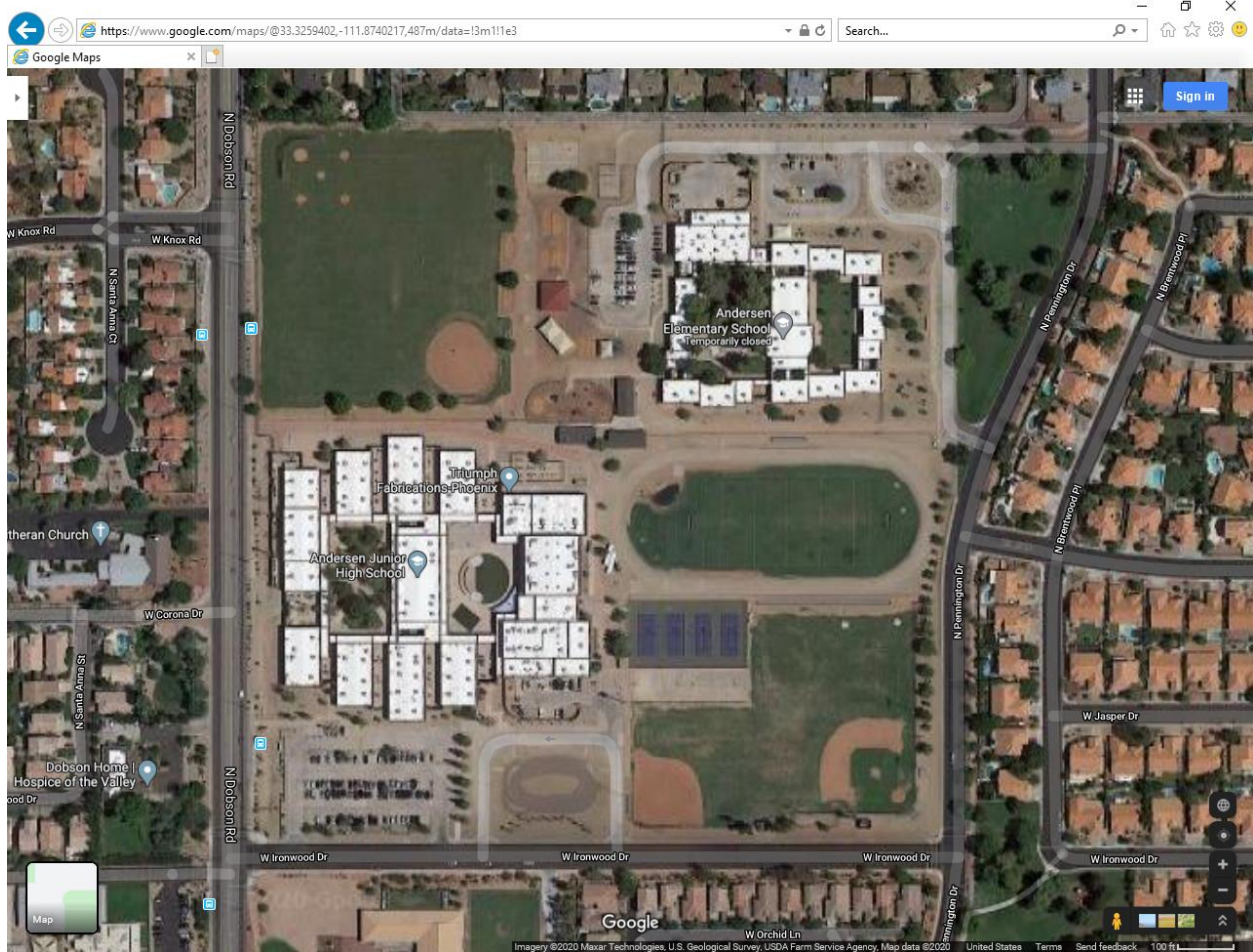 https://www.google.com/maps/@33.3259402,-111.8740217,487m/data=!3m1!1e3
Search...
Google Maps
Sign in
N Dobson Rd
W Knox Rd
W Knox Rd
N Santa Anna Ct
N Pennington Dr
N Brentwood Pl
Andersen
Elementary School
Temporarily closed
Triumph
Fabrications-Phoenix
Andersen Junior
High School
theran Church
N Brentwood Pl
N Pennington Dr
W Corona Dr
N Santa Anna St
W Jasper Dr
Dobson Home |
Hospice of the Valley
ood Dr
N Dobson Rd
W Ironwood Dr
W Ironwood Dr
W Ironwood Dr
W Ironwood Dr
nnington Dr
Map
Google
W Orchid Ln
Imagery ©2020 Maxar Technologies, U.S. Geological Survey, USDA Farm Service Agency, Map data ©2020
United States
Terms
Send feedback
100 ft